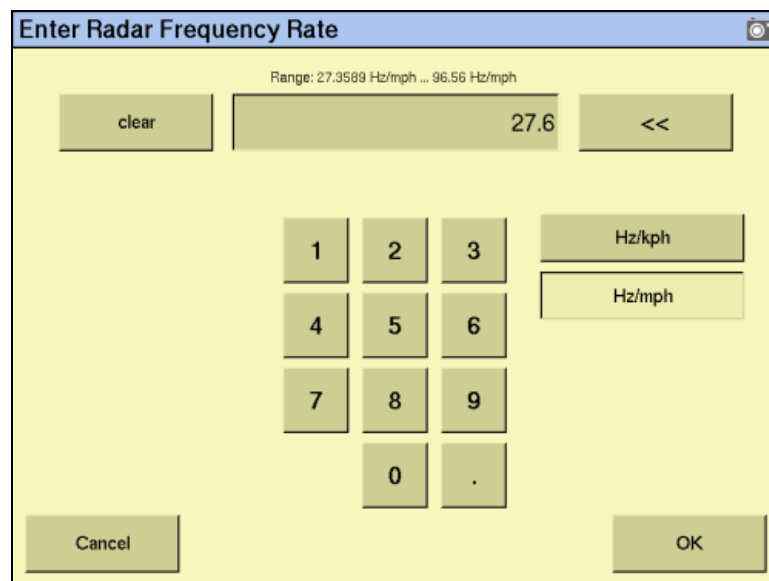 Enter Radar Frequency Rate
Range: 27.3589 Hz/mph ... 96.56 Hz/mph
clear 27.6 <<
1 2 3 Hz/kph
Hz/mph
4 5 6
7 8 9
0 .
Cancel OK